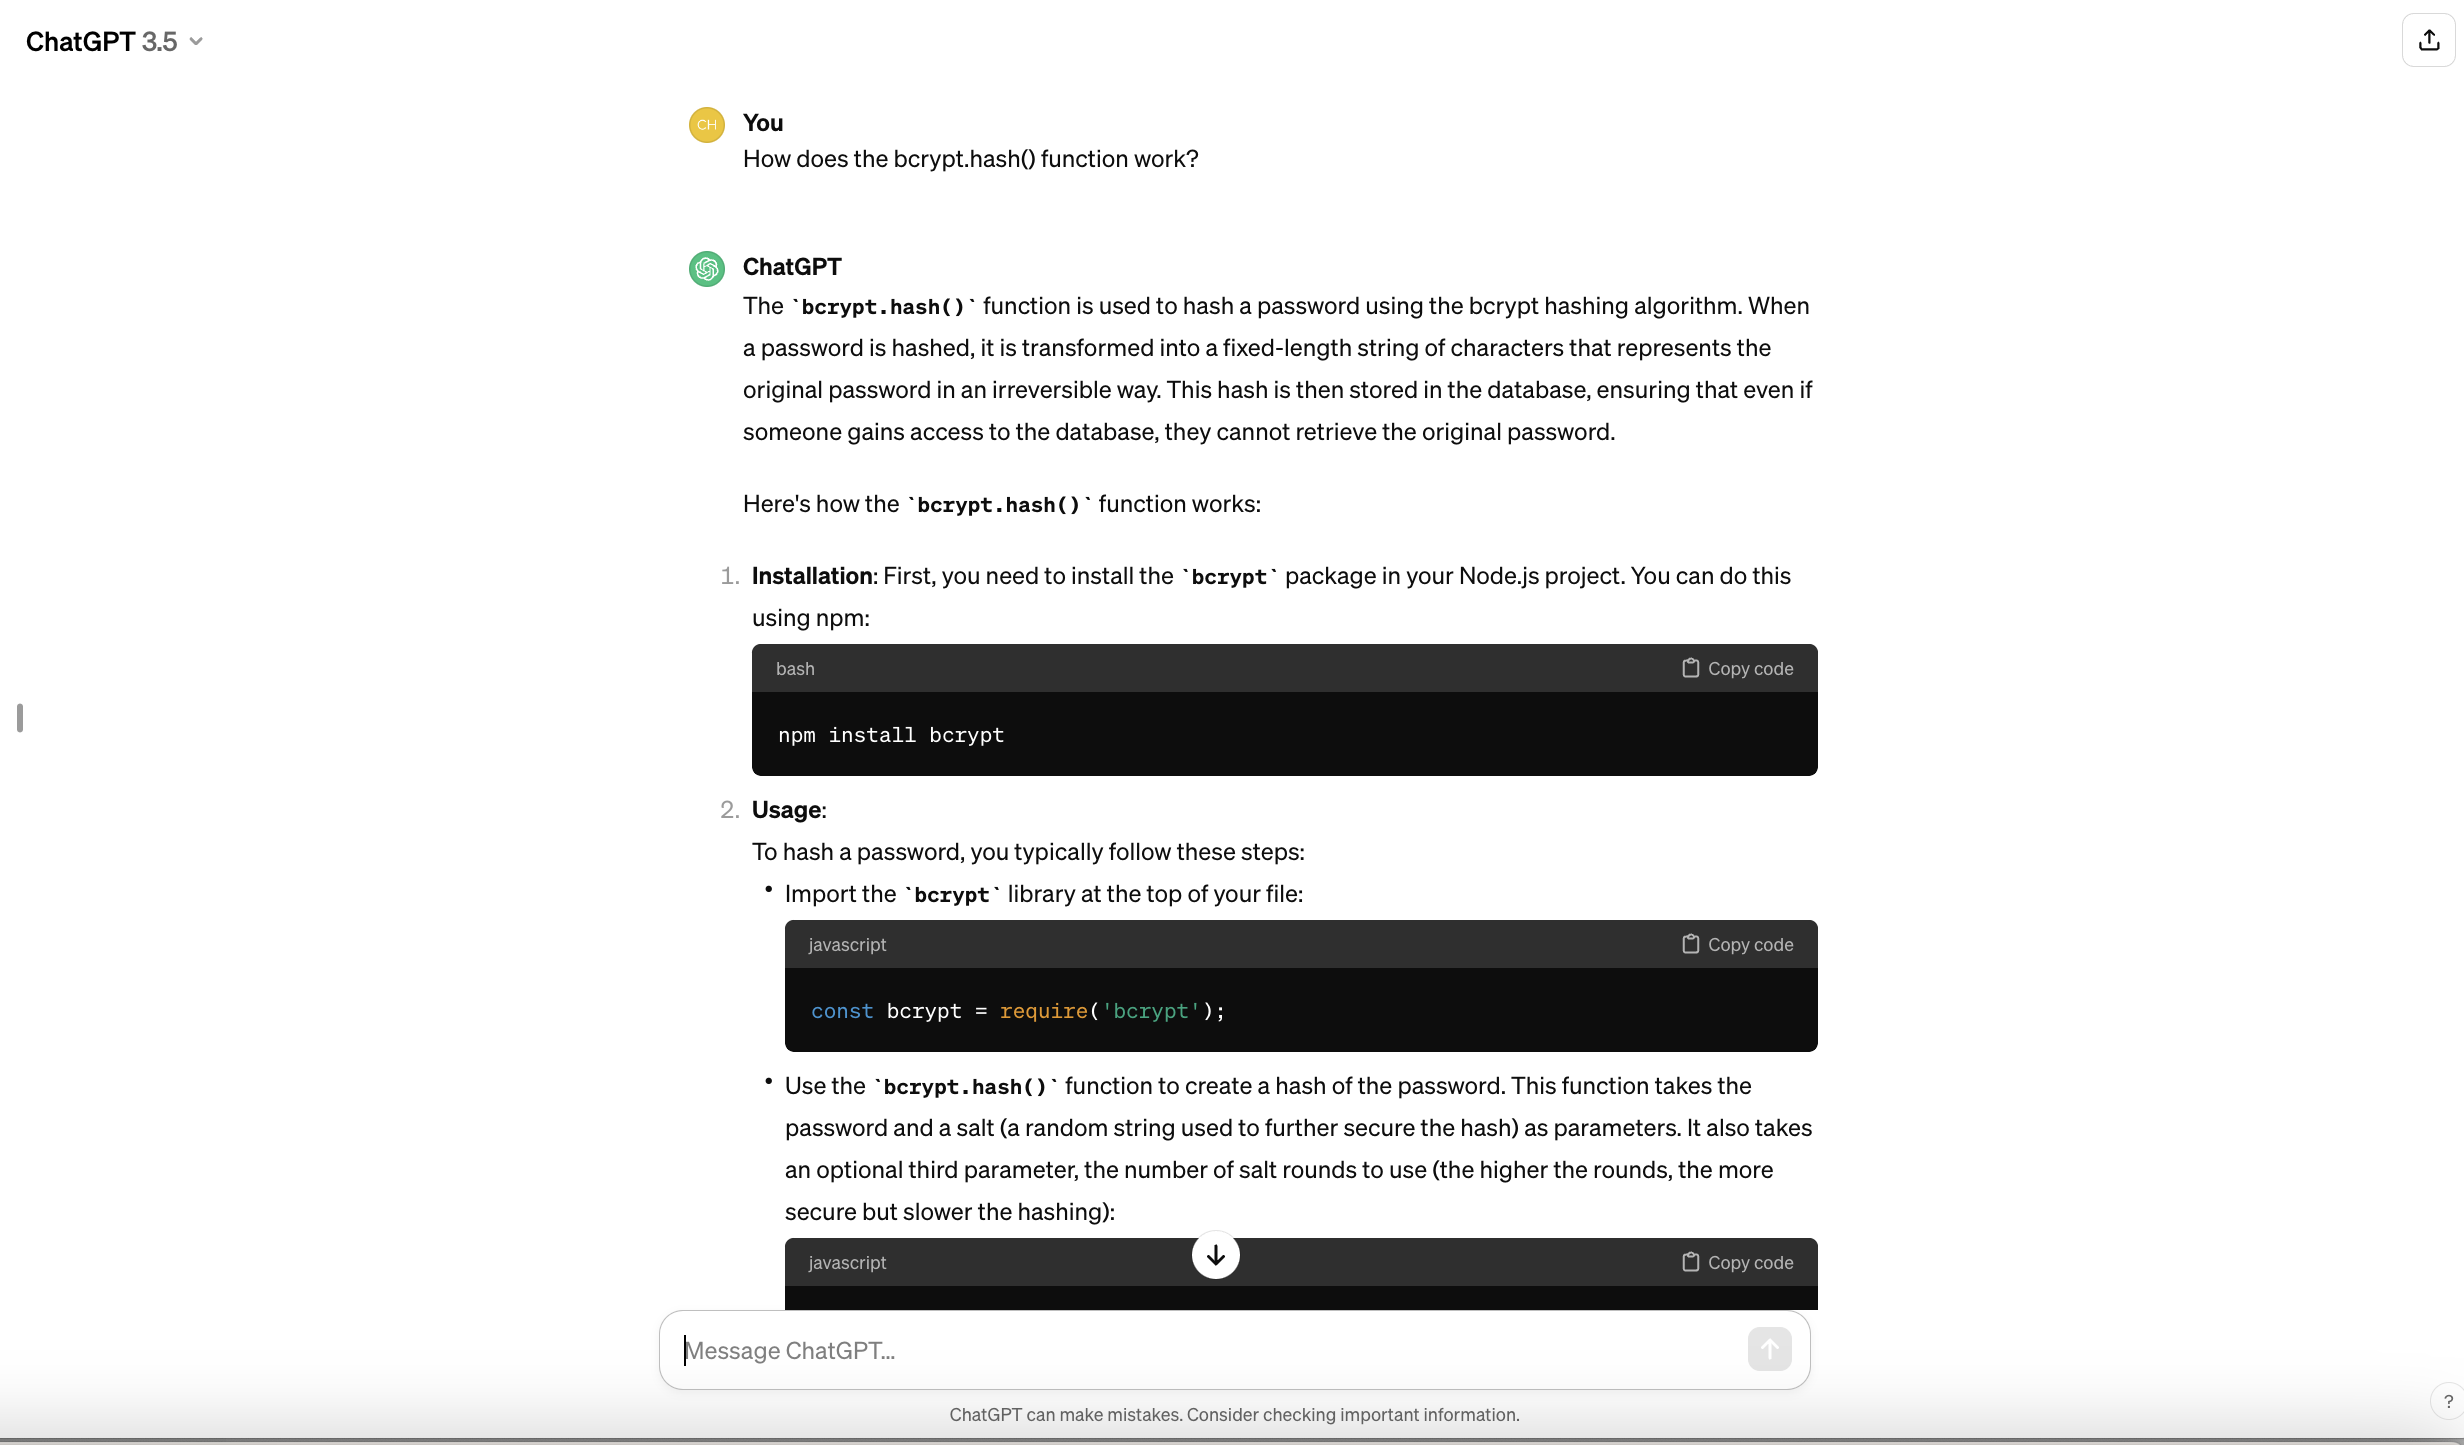 ChatGPT 3.5
CH
You
How does the bcrypt.hash() function work?
ChatGPT
The `bcrypt.hash()` function is used to hash a password using the bcrypt hashing algorithm. When
a password is hashed, it is transformed into a fixed-length string of characters that represents the
original password in an irreversible way. This hash is then stored in the database, ensuring that even if
someone gains access to the database, they cannot retrieve the original password.
Here's how the `bcrypt.hash()` function works:
1. Installation: First, you need to install the `bcrypt` package in your Node.js project. You can do this
using npm:
bash Copy code
npm install bcrypt
2. Usage:
To hash a password, you typically follow these steps:
• Import the `bcrypt` library at the top of your file:
javascript Copy code
const bcrypt = require('bcrypt');
• Use the `bcrypt.hash()` function to create a hash of the password. This function takes the
password and a salt (a random string used to further secure the hash) as parameters. It also takes
an optional third parameter, the number of salt rounds to use (the higher the rounds, the more
secure but slower the hashing):
javascript Copy code
Message ChatGPT...
ChatGPT can make mistakes. Consider checking important information.
?